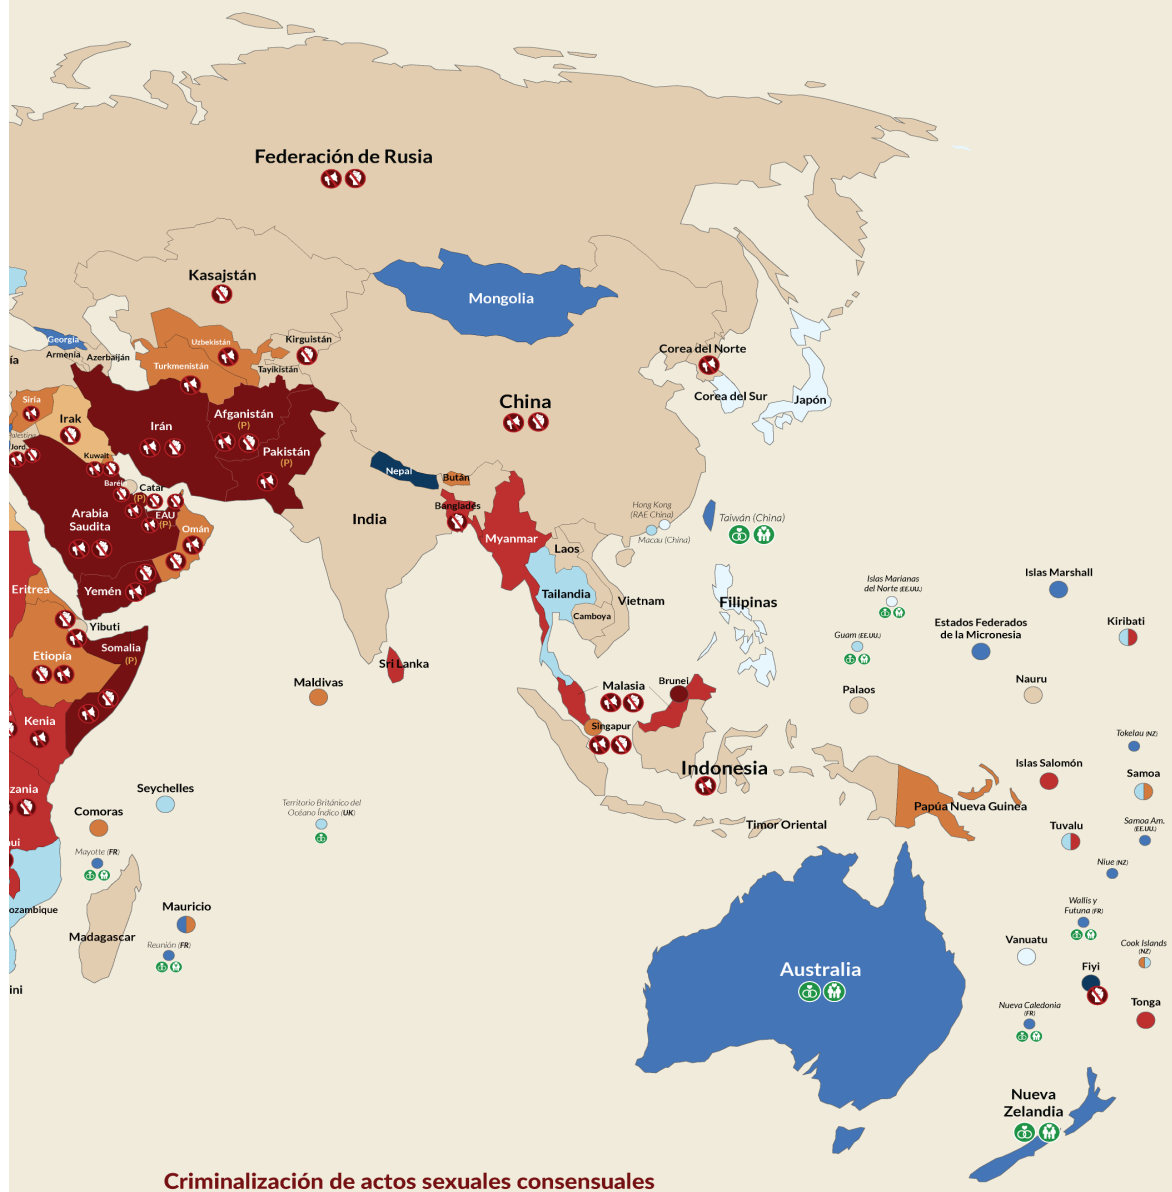 Federación de Rusia
Kasajstán
Mongolia
Georgia
Armenia
Azerbaiján
Uzbekistán
Kirguistán
Turkmenistán
Tayikistán
Corea del Norte
Corea del Sur
Japón
China
ía
Siria
Irak
Irán
Afganistán
(P)
Pakistán
(P)
Palestina
Jord.
Kuwait
Baréin
Catar
(P)
EAU
(P)
Arabia
Saudita
Omán
Yemén
Nepal
Bután
Bangladés
India
Myanmar
Laos
Tailandia
Vietnam
Camboya
Hong Kong
(RAE China)
Macau (China)
Taiwán (China)
Filipinas
Eritrea
Yibuti
Etiopía
Somalia
(P)
Kenia
zania
ui
Sri Lanka
Maldivas
Malasia
Brunei
Singapur
Indonesia
Timor Oriental
Papúa Nueva Guinea
Islas Marianas
del Norte (EE.UU.)
Guam (EE.UU.)
Islas Marshall
Estados Federados
de la Micronesia
Kiribati
Palaos
Nauru
Tokelau (NZ)
Islas Salomón
Samoa
Tuvalu
Samoa Am.
(EE.UU.)
Niue (NZ)
Wallis y
Futuna (FR)
Vanuatu
Cook Islands
(NZ)
Fiyi
Nueva Caledonia
(FR)
Tonga
Seychelles
Comoras
Territorio Británico del
Océano Índico (UK)
Mayotte (FR)
ozambique
Mauricio
Madagascar
Reunión (FR)
ini
Australia
Nueva
Zelandia
Criminalización de actos sexuales consensuales